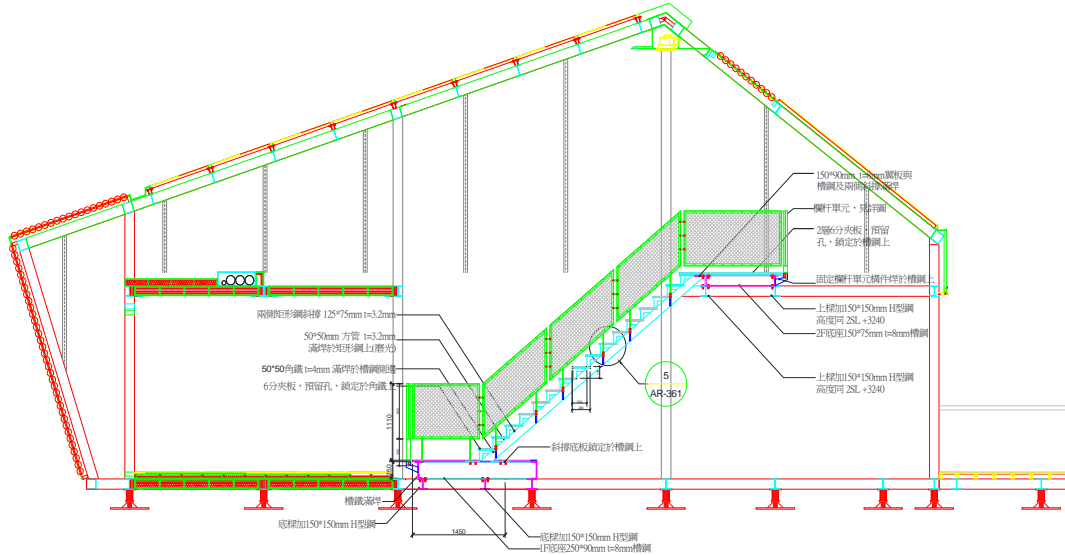 150*90mm t=8mm翼板與
槽鋼及兩側斜撐滿焊
欄杆單元，見詳圖
2層6分夾板，預留
孔，鎖定於槽鋼上
固定欄杆單元構件焊於槽鋼上
上樑加150*150mm H型鋼
高度同 2SL +3240
2F底座150*75mm t=8mm槽鋼
上樑加150*150mm H型鋼
高度同 2SL +3240
兩側矩形鋼斜撐 125*75mm t=3.2mm
50*50mm 方管 t=3.2mm
滿焊於矩形鋼上(磨光)
50*50角鐵 t=4mm 滿焊於槽鋼側邊
6分夾板，預留孔，鎖定於角鐵上
5
AR-361
1110
250
斜撐底板鎖定於槽鋼上
槽鐵滿焊
底樑加150*150mm H型鋼
1450
底樑加150*150mm H型鋼
1F底座250*90mm t=8mm槽鋼